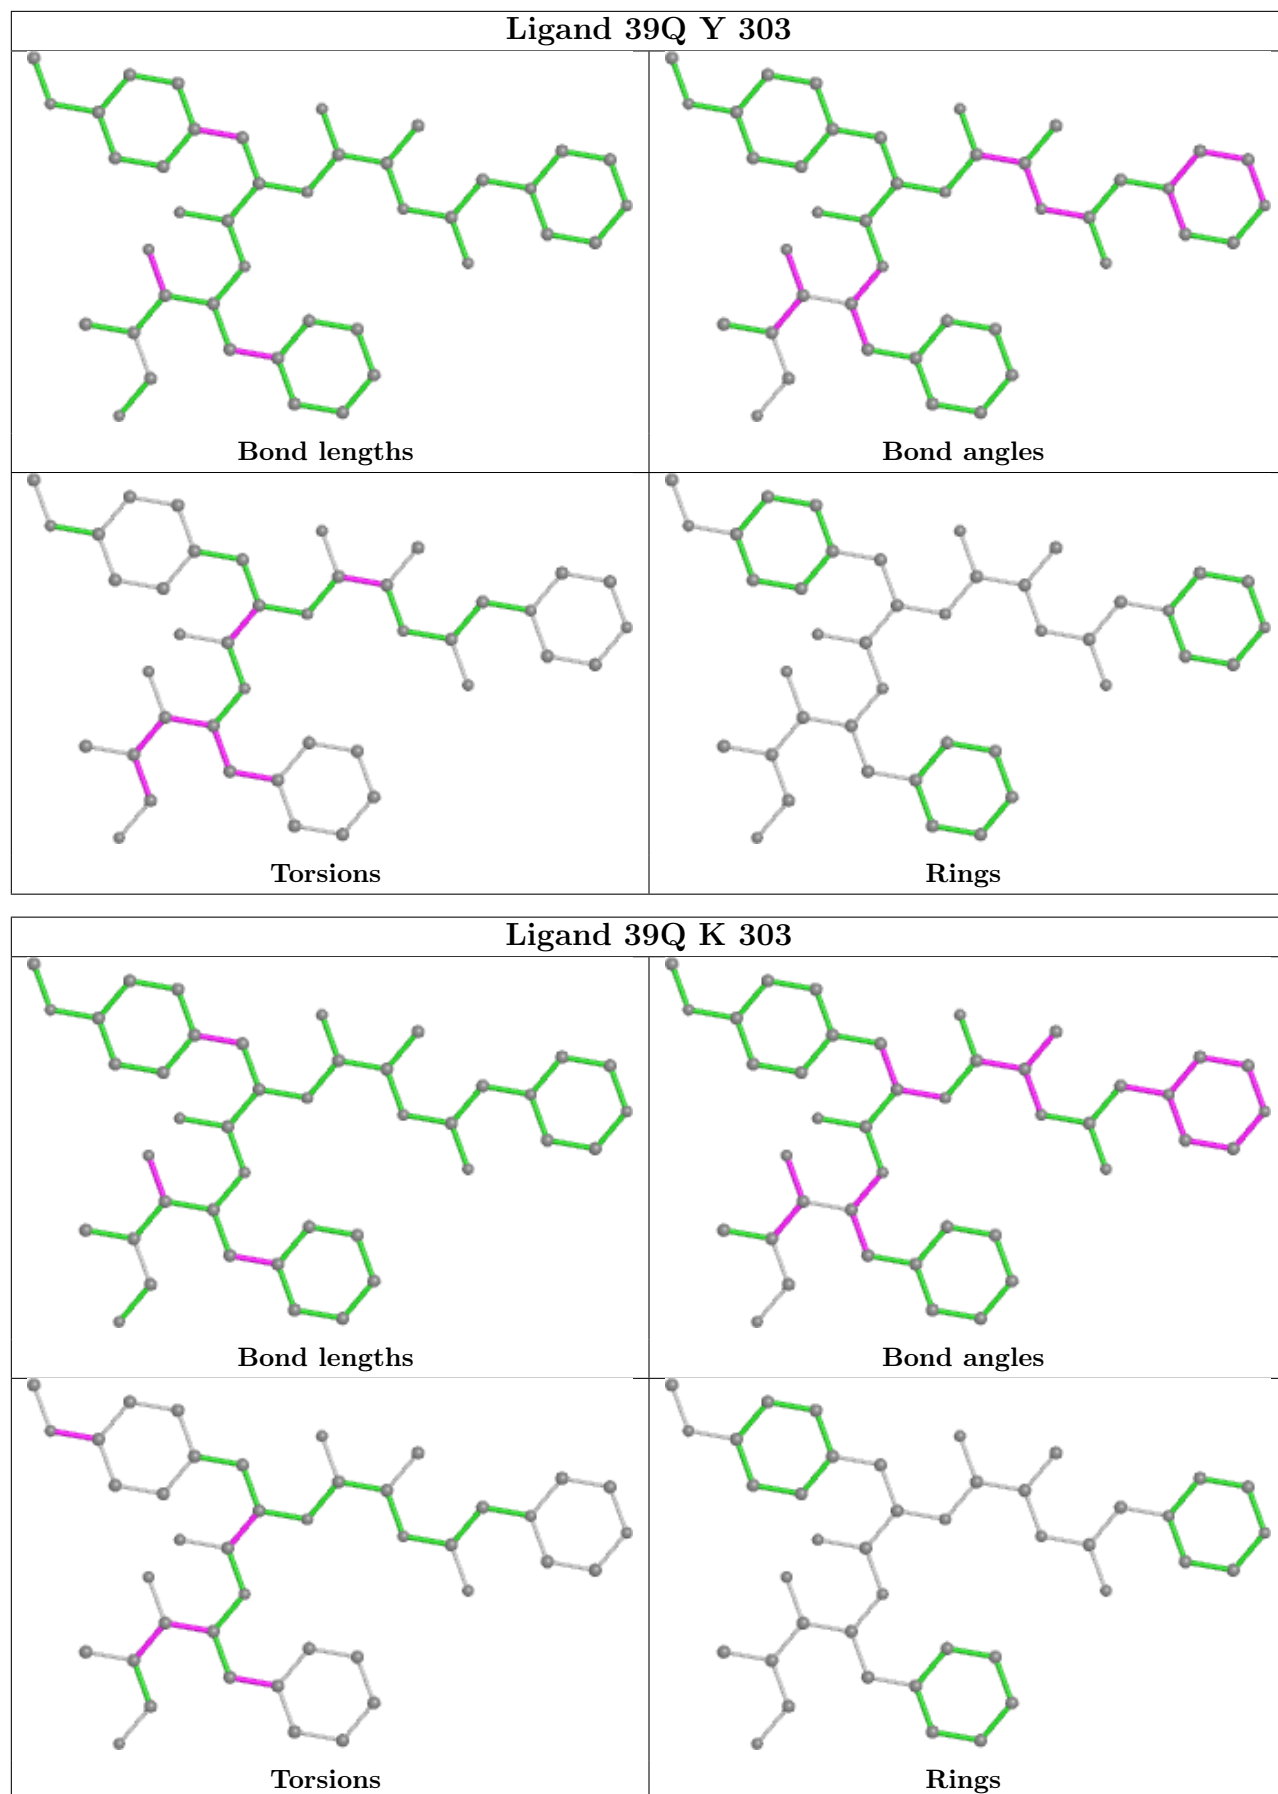 Ligand 39Q Y 303
Bond lengths
Bond angles
Torsions
Rings
Ligand 39Q K 303
Bond lengths
Bond angles
Torsions
Rings